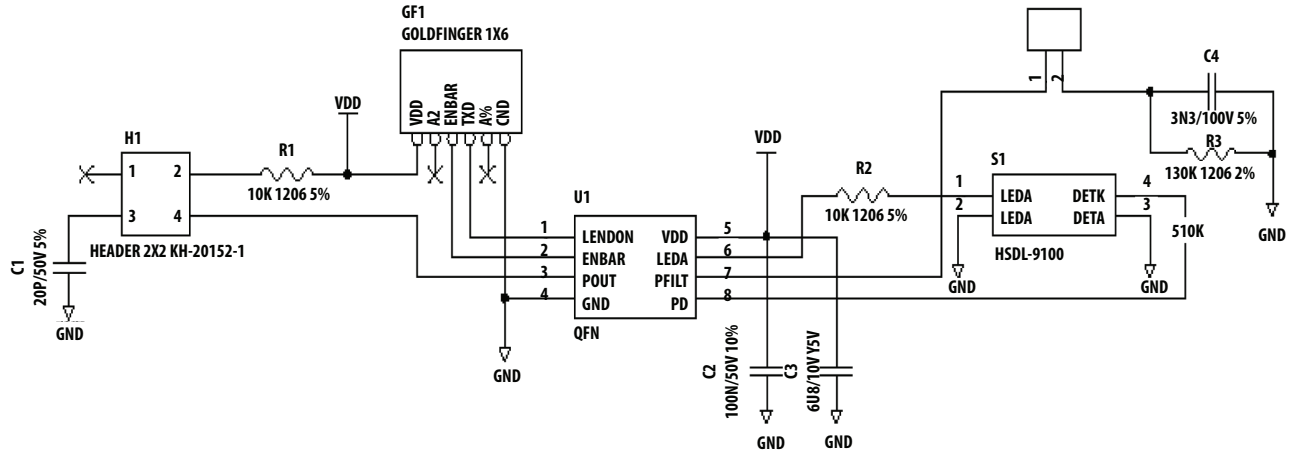 GF1
GOLDFINGER 1X6
VDD
A2
ENBAR
TXD
A%
CND
VDD
H1
1
2
3
4
HEADER 2X2 KH-20152-1
R1
10K 1206 5%
C1
20P/50V 5%
GND
GND
U1
1
2
3
4
LENDON
ENBAR
POUT
GND
VDD
LEDA
PFILT
PD
5
6
7
8
QFN
VDD
R2
10K 1206 5%
C2
100N/50V 10%
GND
C3
6U8/10V Y5V
GND
1
2
C4
3N3/100V 5%
R3
130K 1206 2%
GND
S1
1
2
LEDA
LEDA
DETK
DETA
4
3
HSDL-9100
510K
GND
GND